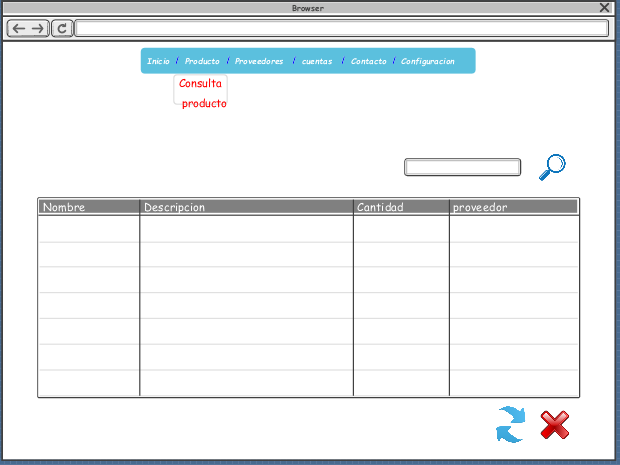 Browser
Inicio / Producto / Proveedores / cuentas / Contacto / Configuracion
Consulta
producto
Nombre Descripcion Cantidad proveedor